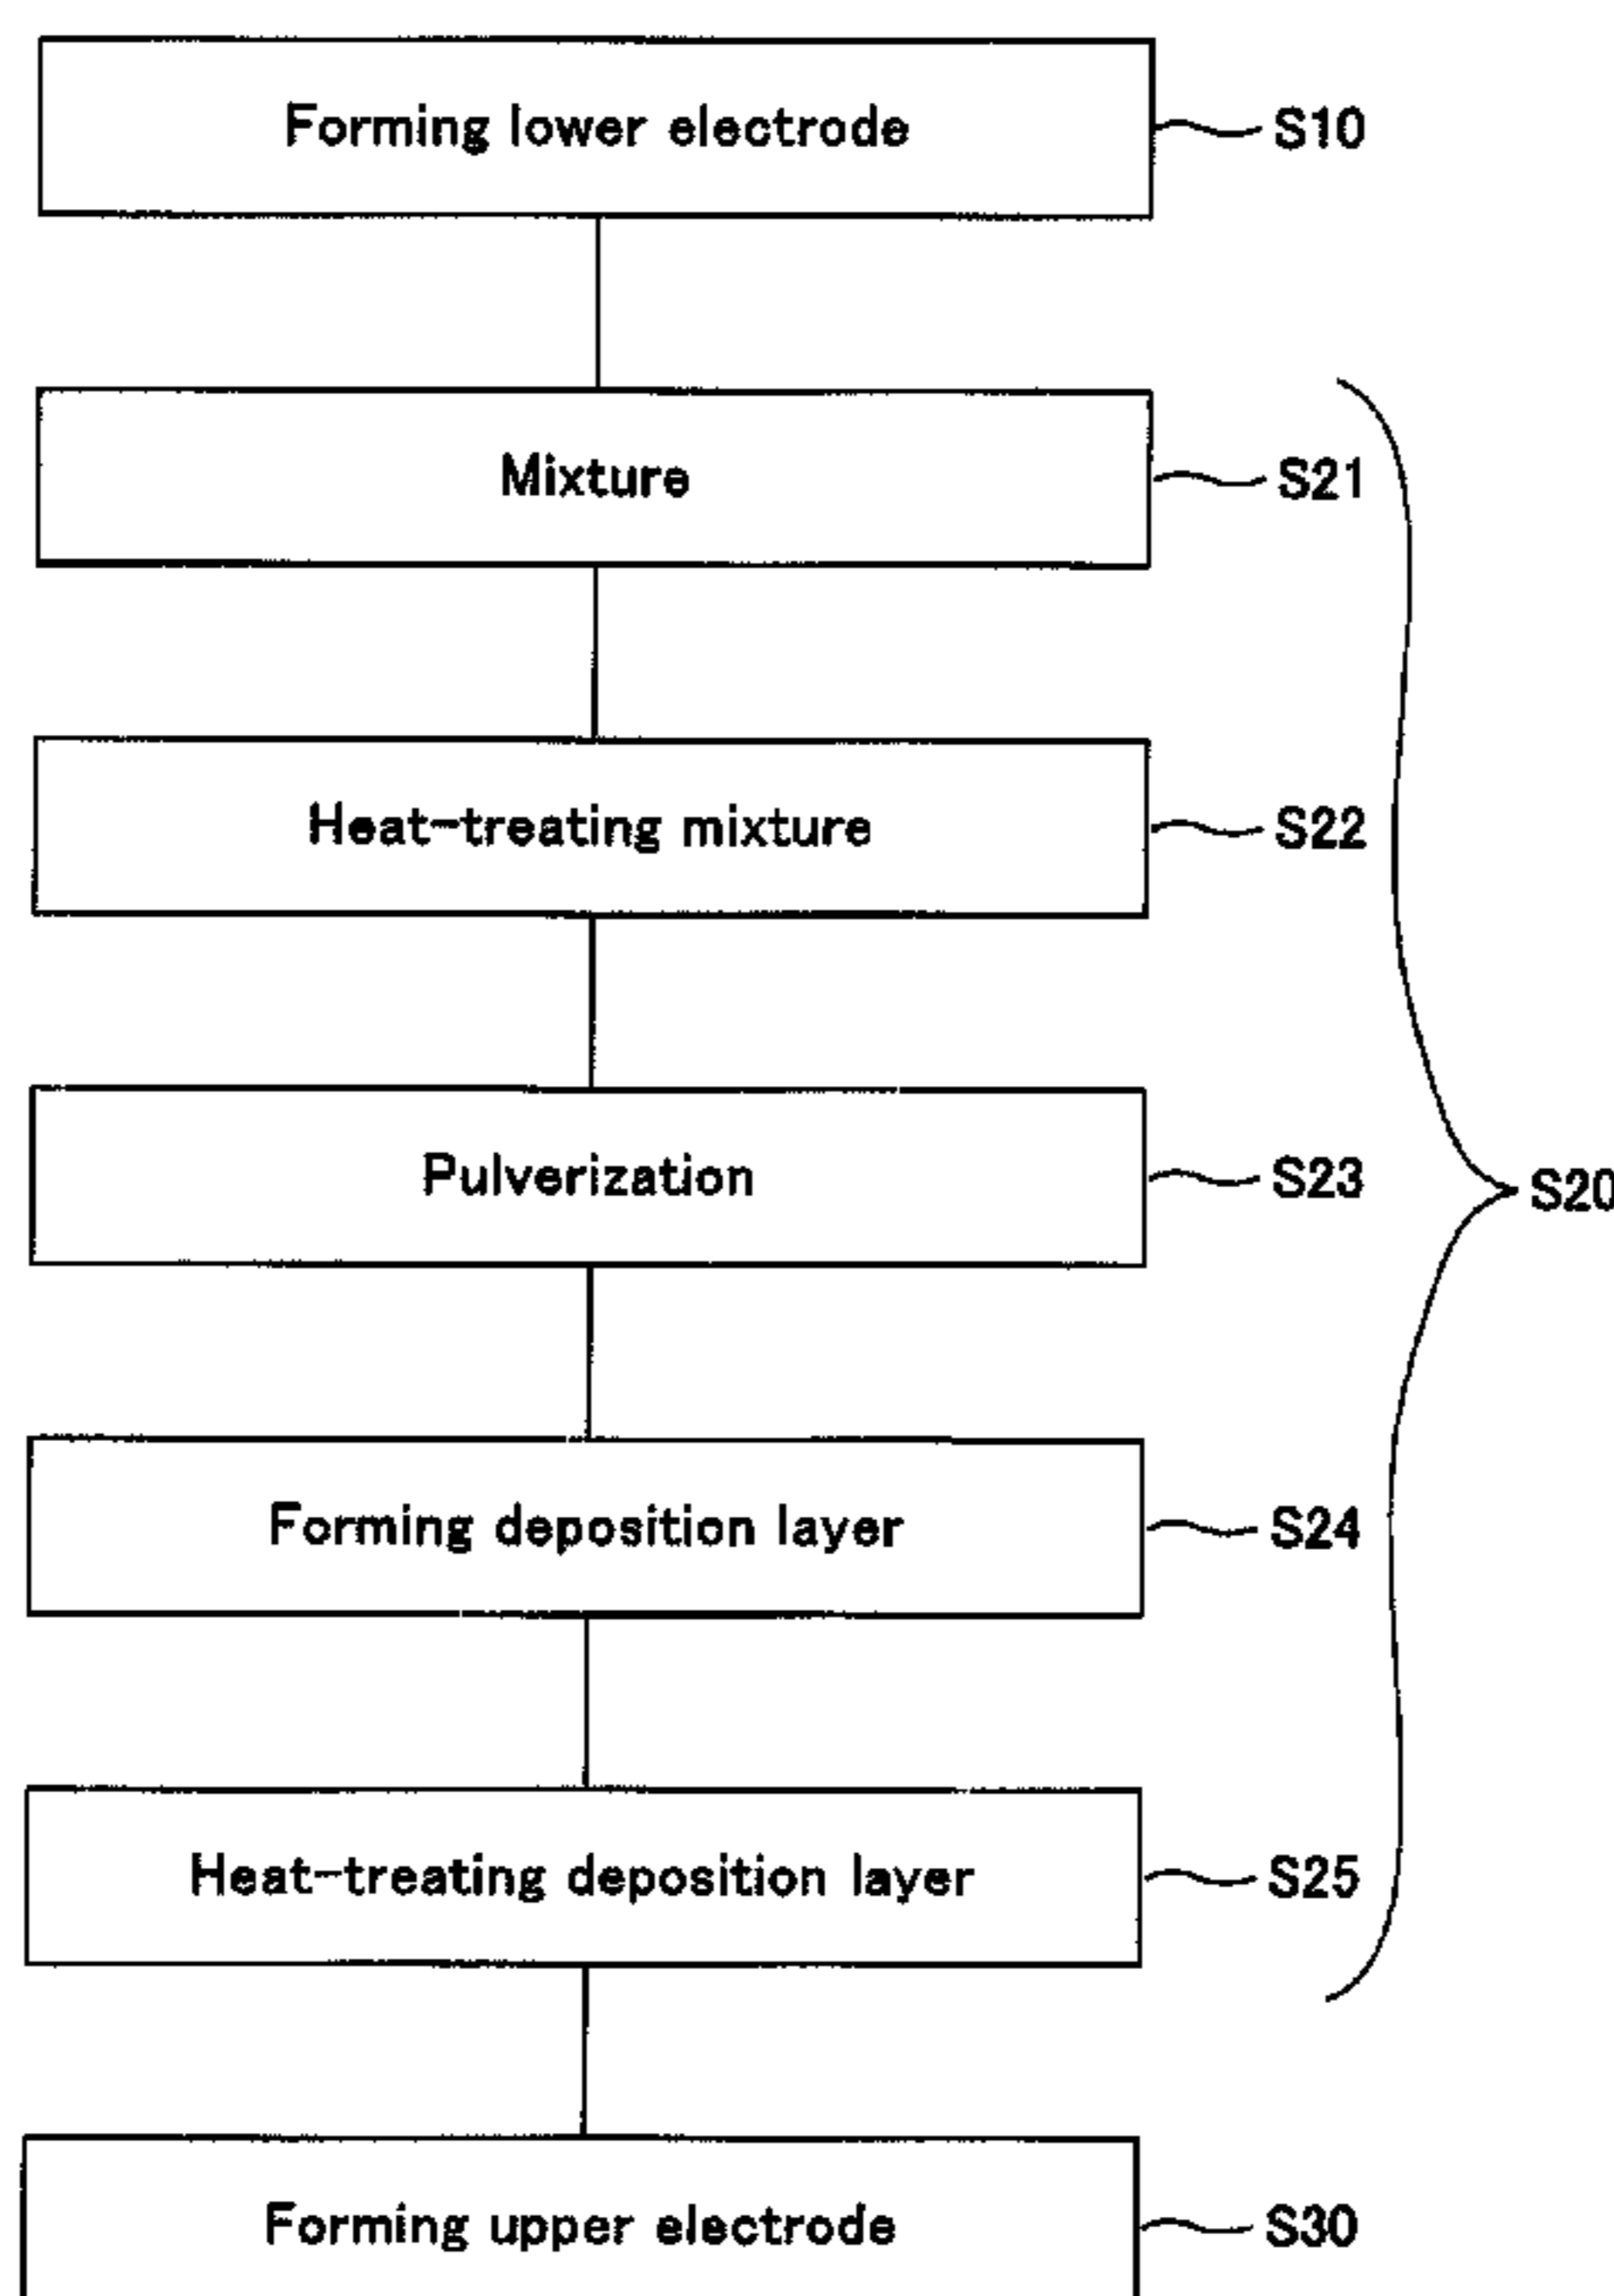 Forming lower electrode S10
Mixture S21
Heat-treating mixture S22
Pulverization S23
S20
Forming deposition layer S24
Heat-treating deposition layer S25
Forming upper electrode S30